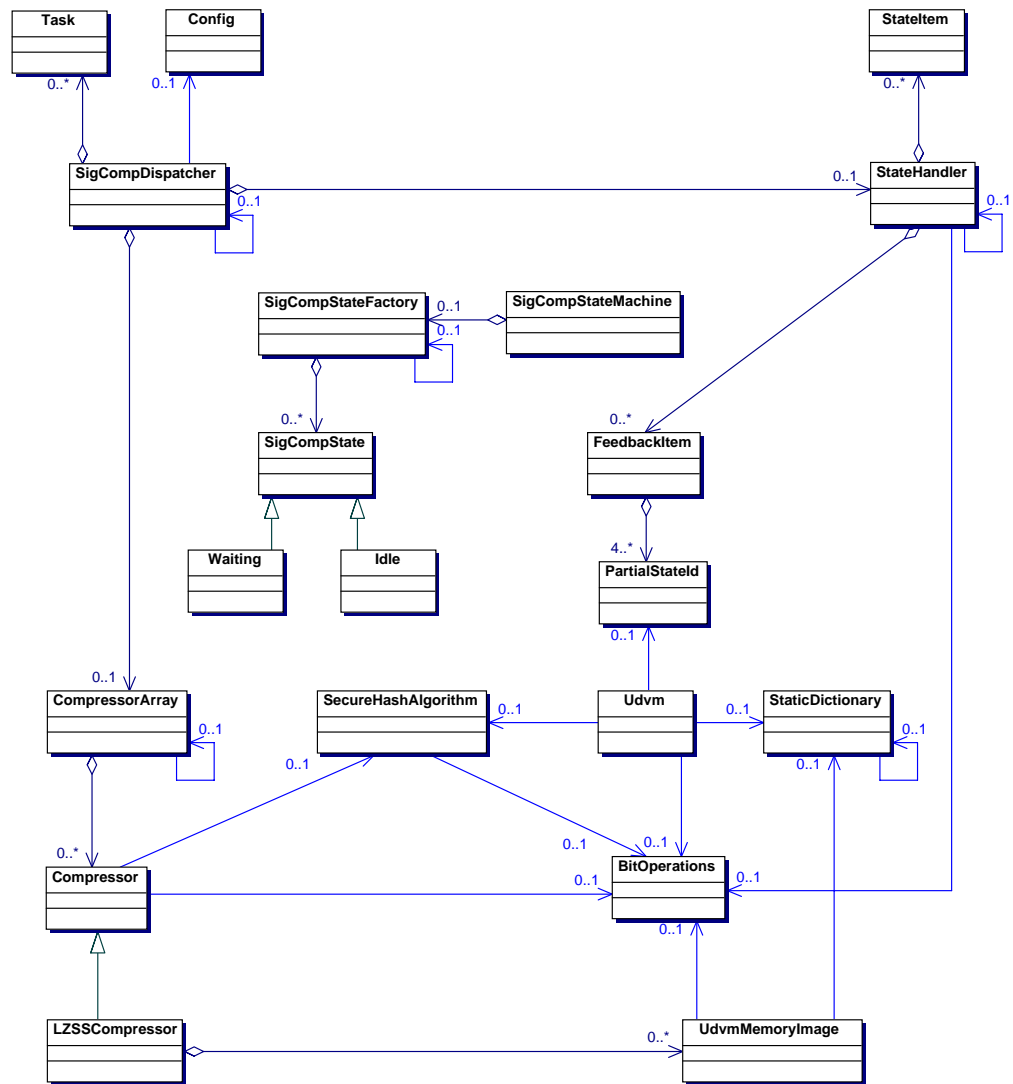 Task
Config
StateItem
0..*
0..1
0..*
SigCompDispatcher
StateHandler
0..1
0..1
0..1
0..1
SigCompStateFactory
SigCompStateMachine
0..1
0..1
0..*
0..*
SigCompState
FeedbackItem
Waiting
Idle
4..*
PartialStateId
0..1
0..1
CompressorArray
SecureHashAlgorithm
Udvm
StaticDictionary
0..1
0..1
0..1
0..1
0..1
0..1
0..1
0..1
0..*
Compressor
BitOperations
0..1
0..1
0..1
LZSSCompressor
UdvmMemoryImage
0..*